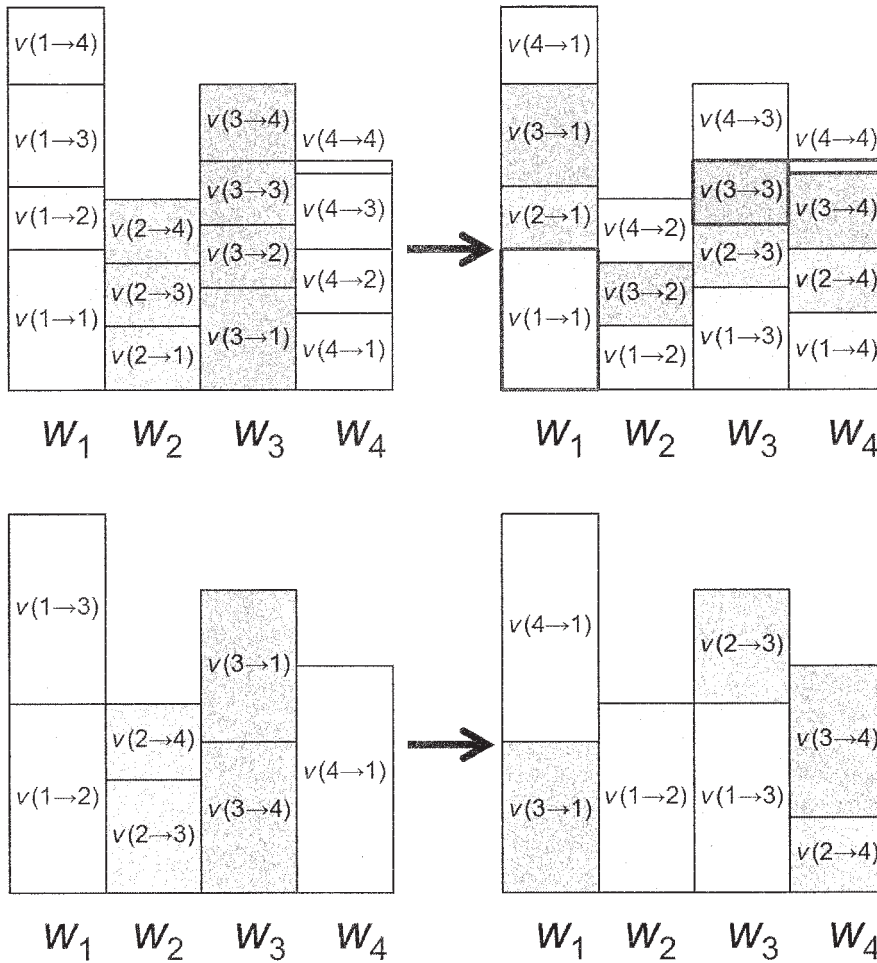 v(1→4)
v(1→3)
v(1→2)
v(1→1)
v(2→4)
v(2→3)
v(2→1)
v(3→4)
v(3→3)
v(3→2)
v(3→1)
v(4→4)
v(4→3)
v(4→2)
v(4→1)
w1 w2 w3 w4
v(4→1)
v(3→1)
v(2→1)
v(1→1)
v(4→2)
v(3→2)
v(1→2)
v(4→3)
v(3→3)
v(2→3)
v(1→3)
v(4→4)
v(3→4)
v(2→4)
v(1→4)
w1 w2 w3 w4
v(1→3)
v(1→2)
v(2→4)
v(2→3)
v(3→1)
v(3→4)
v(4→1)
w1 w2 w3 w4
v(4→1)
v(3→1)
v(1→2)
v(2→3)
v(1→3)
v(3→4)
v(2→4)
w1 w2 w3 w4